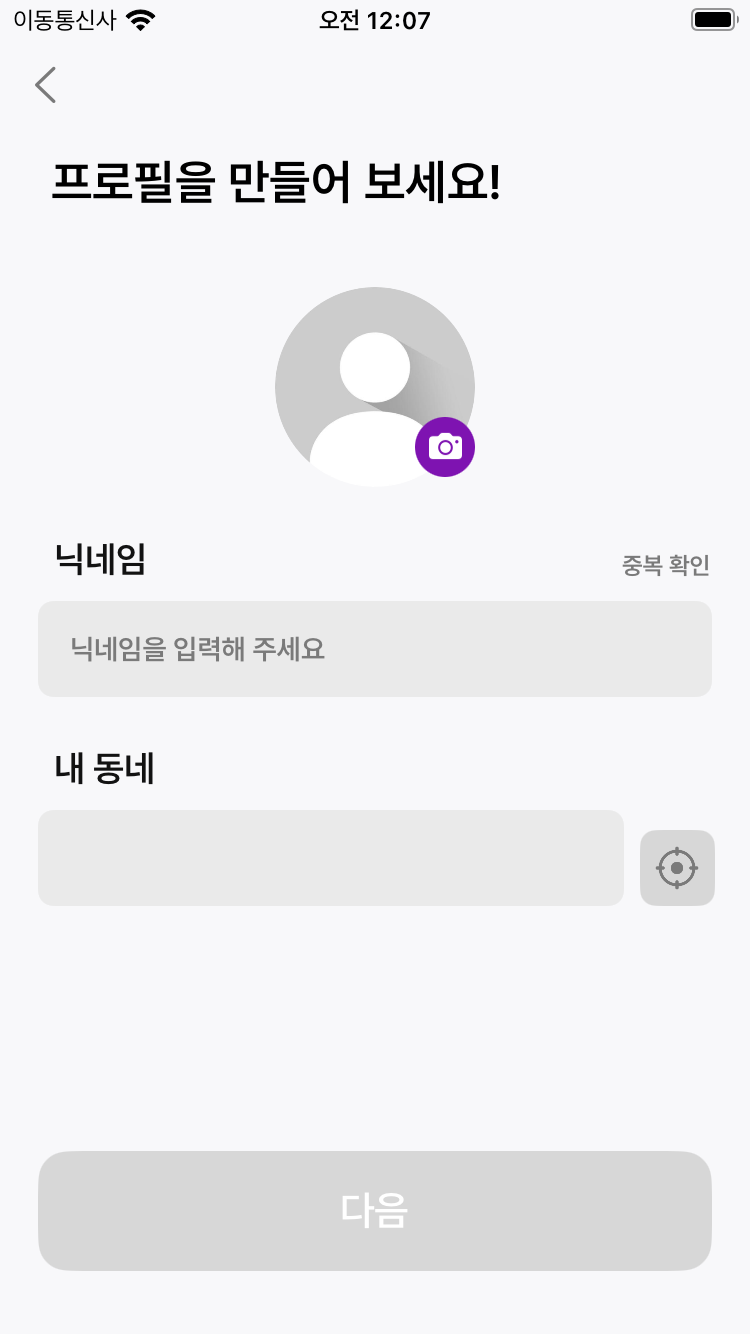 이동통신사 오전 12:07
프로필을 만들어 보세요!
닉네임 중복 확인
닉네임을 입력해 주세요
내 동네
다음